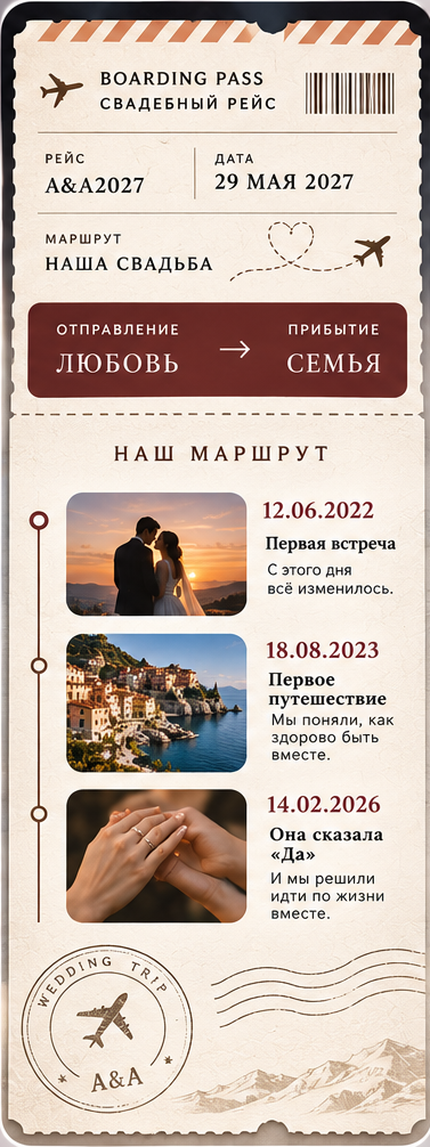 BOARDING PASS
СВАДЕБНЫЙ РЕЙС
РЕЙС
A&A2027
ДАТА
29 МАЯ 2027
МАРШРУТ
НАША СВАДЬБА
ОТПРАВЛЕНИЕ
ЛЮБОВЬ
→
ПРИБЫТИЕ
СЕМЬЯ
НАШ МАРШРУТ
12.06.2022
Первая встреча
С этого дня
всё изменилось.
18.08.2023
Первое
путешествие
Мы поняли, как
здорово быть
вместе.
14.02.2026
Она сказала
«Да»
И мы решили
идти по жизни
вместе.
WEDDING TRIP
A&A